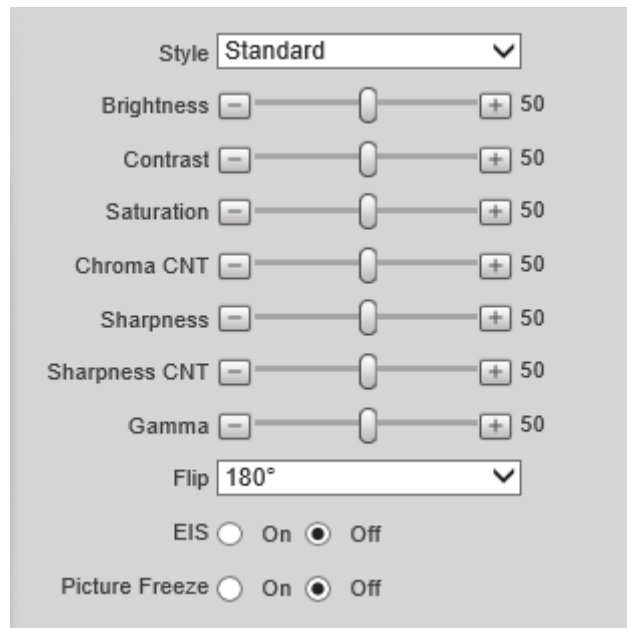 Style Standard
Brightness 50
Contrast 50
Saturation 50
Chroma CNT 50
Sharpness 50
Sharpness CNT 50
Gamma 50
Flip 180°
EIS On Off
Picture Freeze On Off